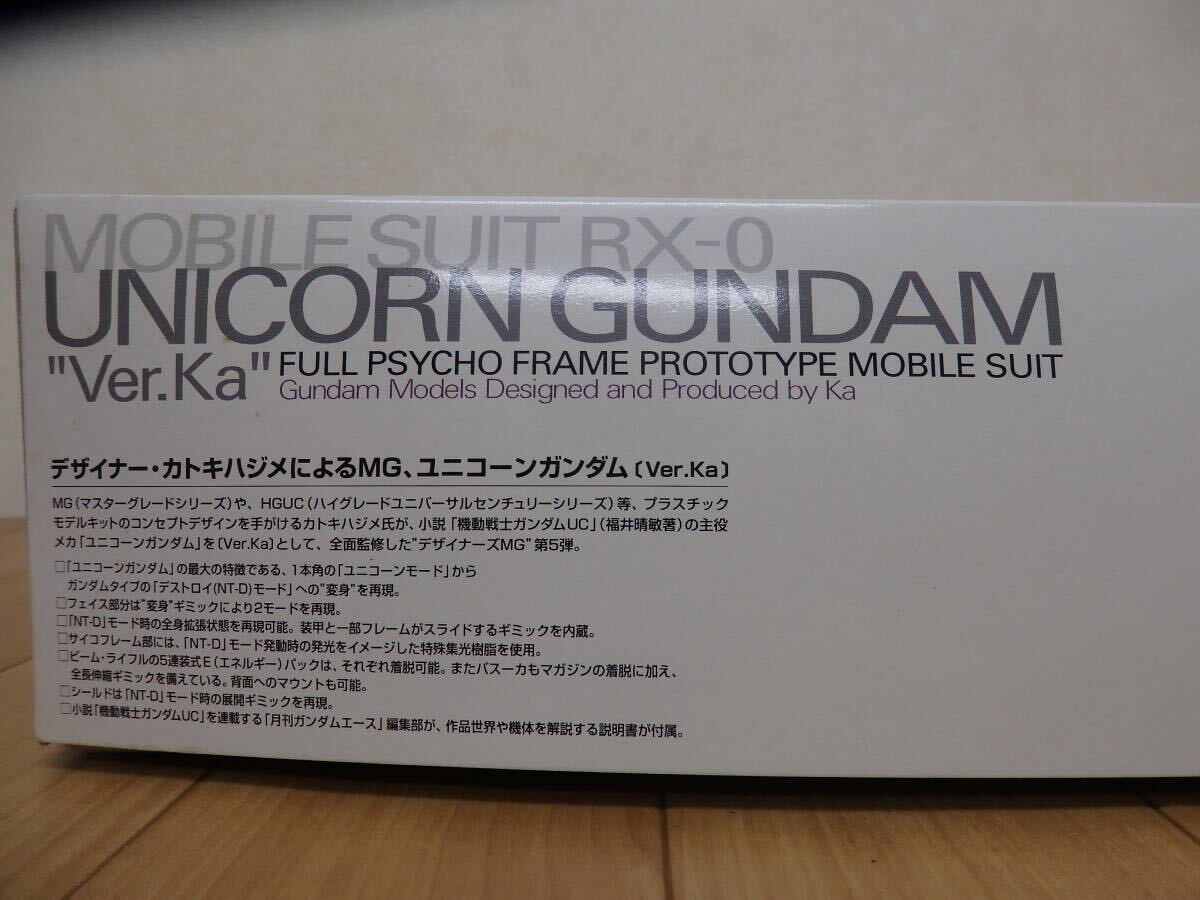 MOBILE SUIT RX-0
UNICORN GUNDAM
"Ver.Ka" FULL PSYCHO FRAME PROTOTYPE MOBILE SUIT
Gundam Models Designed and Produced by Ka
デザイナー・カトキハジメによるMG、ユニコーンガンダム〔Ver.Ka〕
MG（マスターグレードシリーズ）や、HGUC（ハイグレードユニバーサルセンチュリーシリーズ）等、プラスチック
モデルキットのコンセプトデザインを手がけるカトキハジメ氏が、小説「機動戦士ガンダムUC」（福井晴敏著）の主役
メカ「ユニコーンガンダム」を〔Ver.Ka〕として、全面監修した"デザイナーズMG"第5弾。
□「ユニコーンガンダム」の最大の特徴である、1本角の「ユニコーンモード」から
ガンダムタイプの「デストロイ(NT-D)モード」への"変身"を再現。
□フェイス部分は"変身"ギミックにより2モードを再現。
□「NT-D」モード時の全身拡張状態を再現可能。装甲と一部フレームがスライドするギミックを内蔵。
□サイコフレーム部には、「NT-D」モード発動時の発光をイメージした特殊集光樹脂を使用。
□ビーム・ライフルの5連装式E（エネルギー）パックは、それぞれ着脱可能。またバズーカもマガジンの着脱に加え、
全長伸縮ギミックを備えている。背面へのマウントも可能。
□シールドは「NT-D」モード時の展開ギミックを再現。
□小説「機動戦士ガンダムUC」を連載する「月刊ガンダムエース」編集部が、作品世界や機体を解説する説明書が付属。